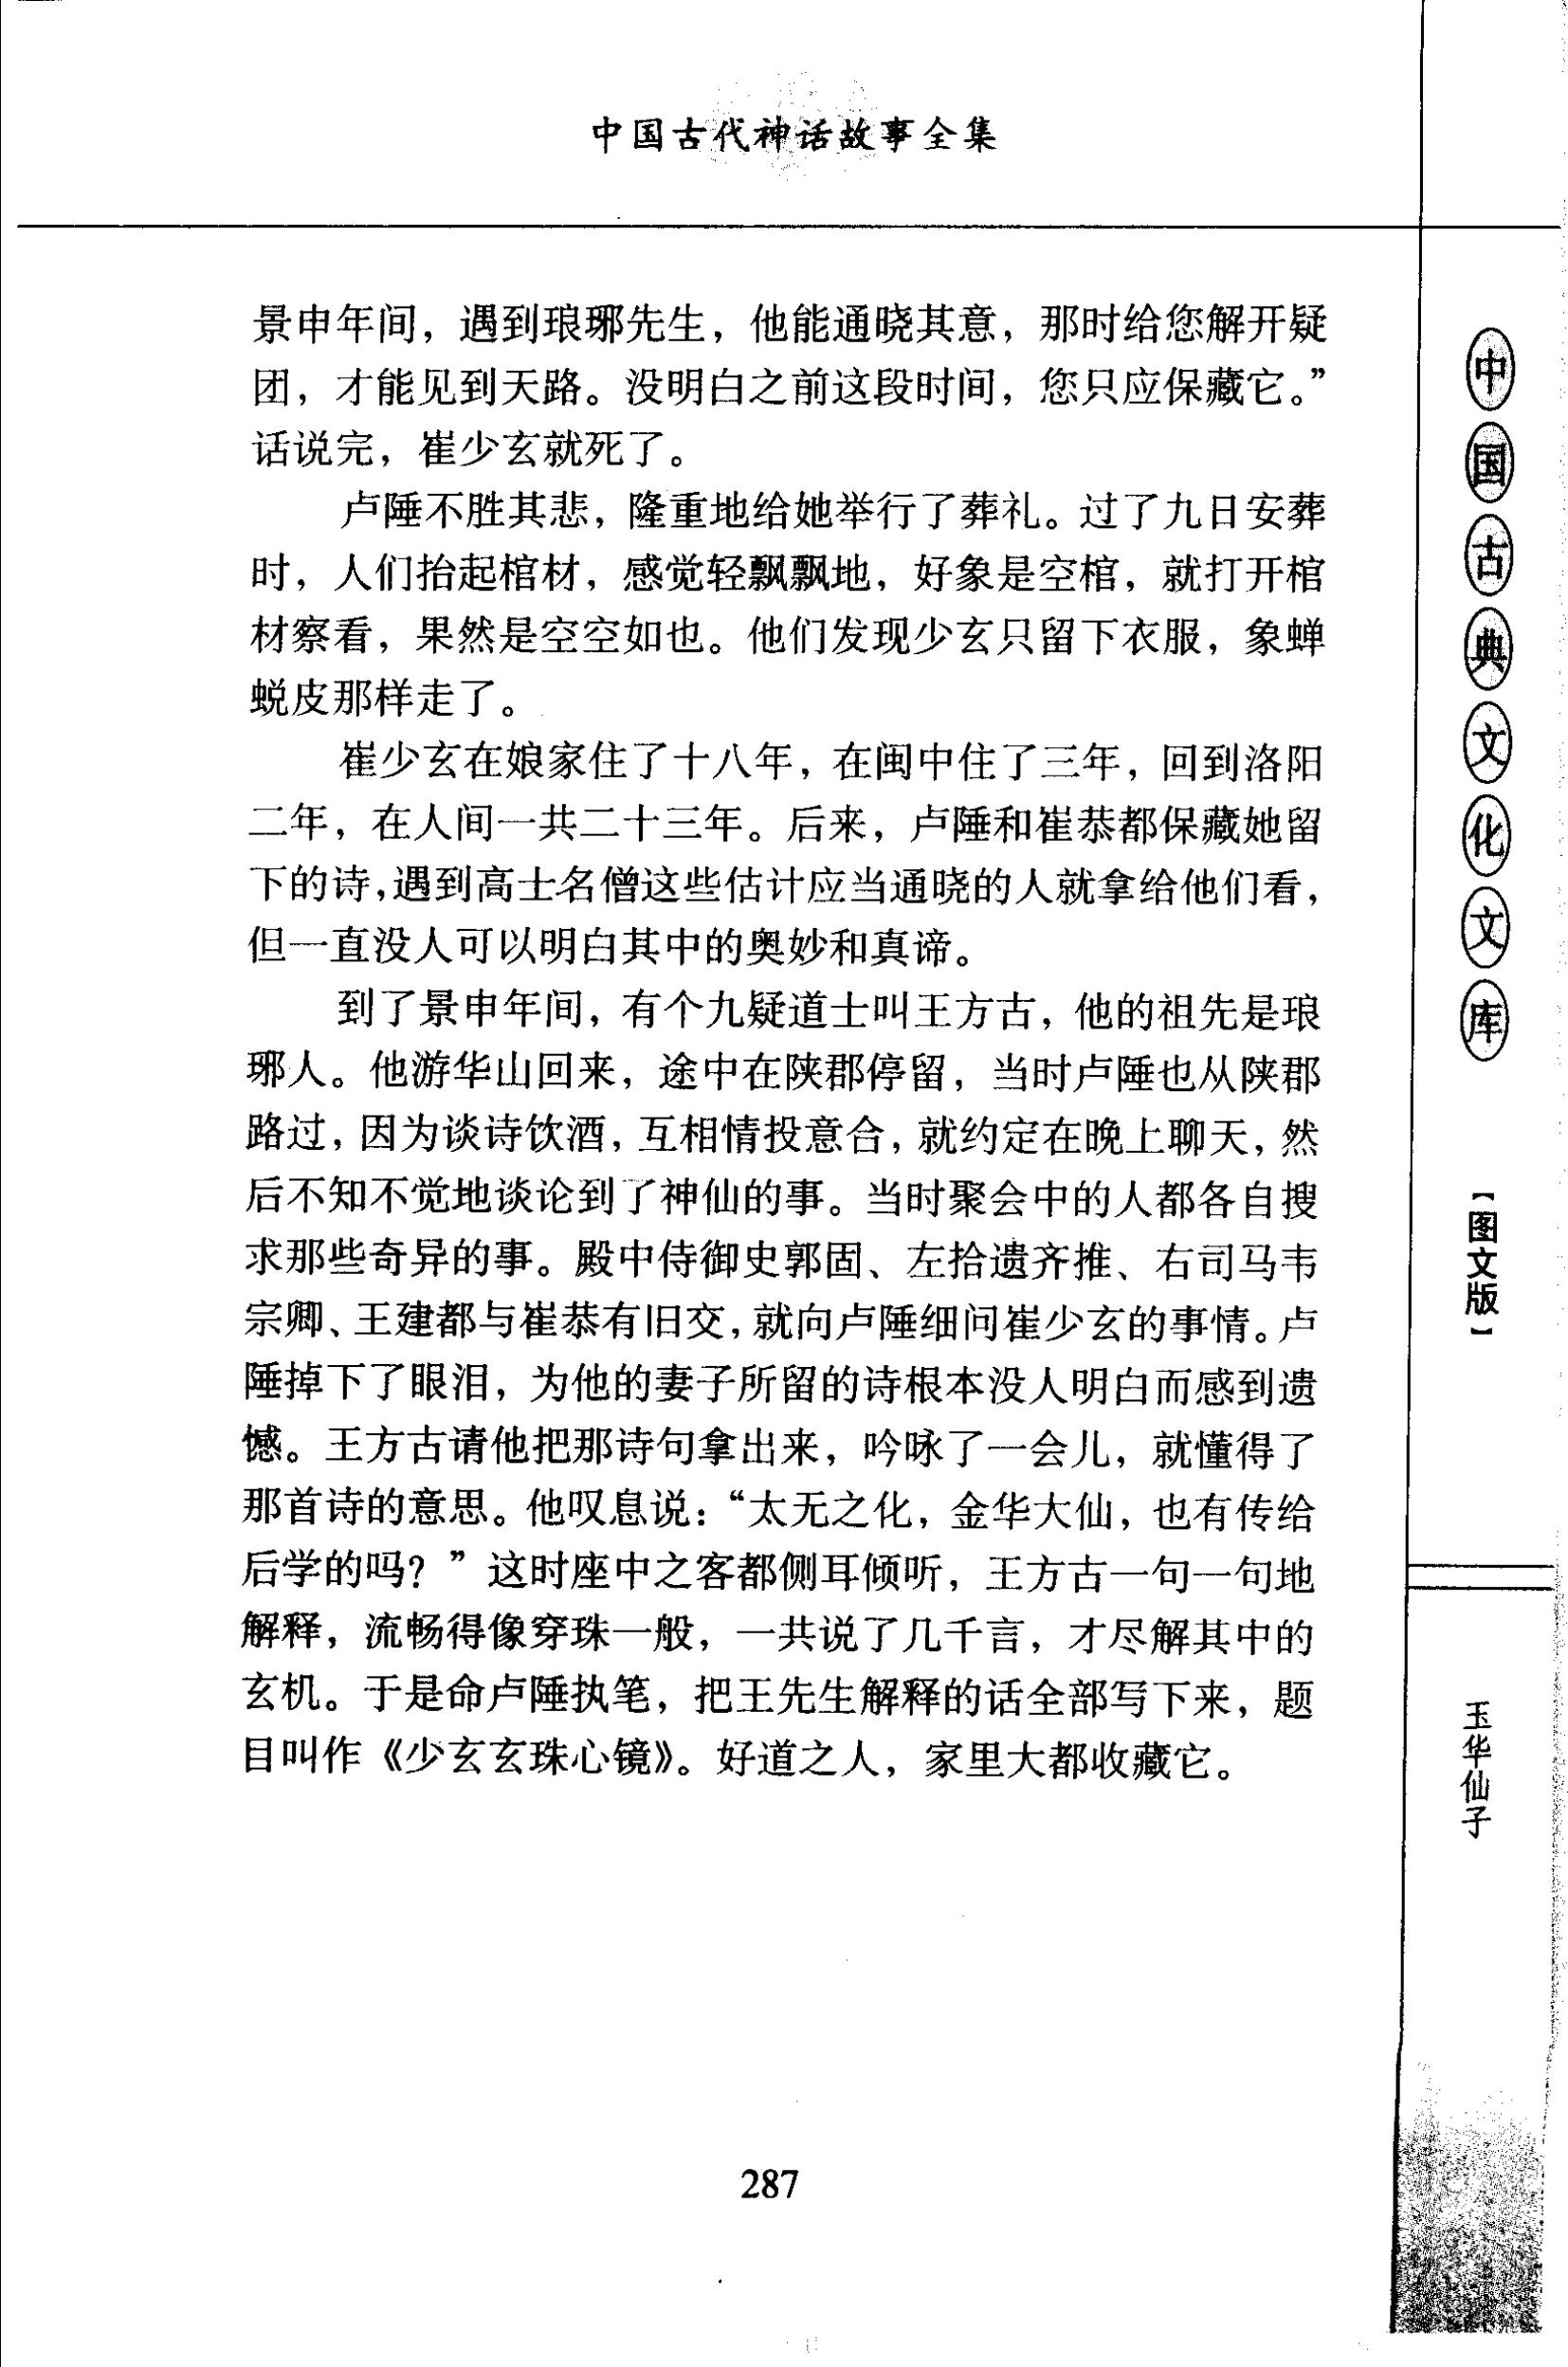 中国古代神话故事全集
景申年间，遇到琅琊先生，他能通晓其意，那时给您解开疑
团，才能见到天路。没明白之前这段时间，您只应保藏它。”
话说完，崔少玄就死了。
卢陲不胜其悲，隆重地给她举行了葬礼。过了九日安葬
时，人们抬起棺材，感觉轻飘飘地，好象是空棺，就打开棺
材察看，果然是空空如也。他们发现少玄只留下衣服，象蝉
蜕皮那样走了。
崔少玄在娘家住了十八年，在闽中住了三年，回到洛阳
二年，在人间一共二十三年。后来，卢陲和崔恭都保藏她留
下的诗，遇到高士名僧这些估计应当通晓的人就拿给他们看，
但一直没人可以明白其中的奥妙和真谛。
到了景申年间，有个九疑道士叫王方古，他的祖先是琅
琊人。他游华山回来，途中在陕郡停留，当时卢陲也从陕郡
路过，因为谈诗饮酒，互相情投意合，就约定在晚上聊天，然
后不知不觉地谈论到了神仙的事。当时聚会中的人都各自搜
求那些奇异的事。殿中侍御史郭固、左拾遗齐推、右司马韦
宗卿、王建都与崔恭有旧交，就向卢陲细问崔少玄的事情。卢
陲掉下了眼泪，为他的妻子所留的诗根本没人明白而感到遗
憾。王方古请他把那诗句拿出来，吟咏了一会儿，就懂得了
那首诗的意思。他叹息说：“太无之化，金华大仙，也有传给
后学的吗？”这时座中之客都侧耳倾听，王方古一句一句地
解释，流畅得像穿珠一般，一共说了几千言，才尽解其中的
玄机。于是命卢陲执笔，把王先生解释的话全部写下来，题
目叫作《少玄玄珠心镜》。好道之人，家里大都收藏它。
中国古典文化文库
【图文版】
玉华仙子
287